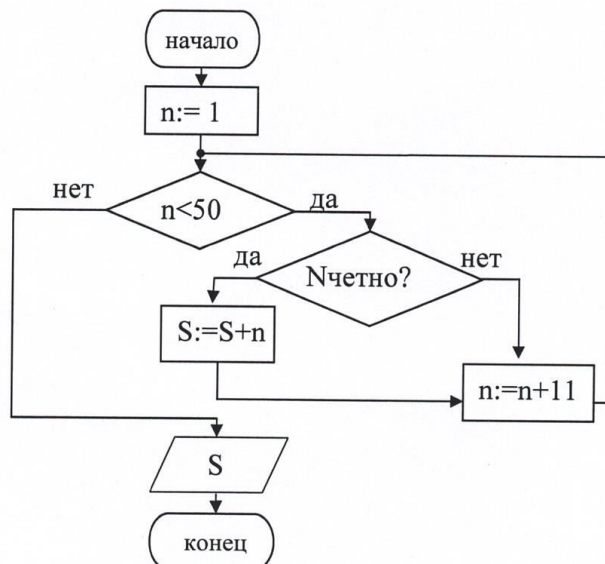 начало
n:= 1
нет
n<50
да
да
Nчетно?
нет
S:=S+n
n:=n+11
S
конец